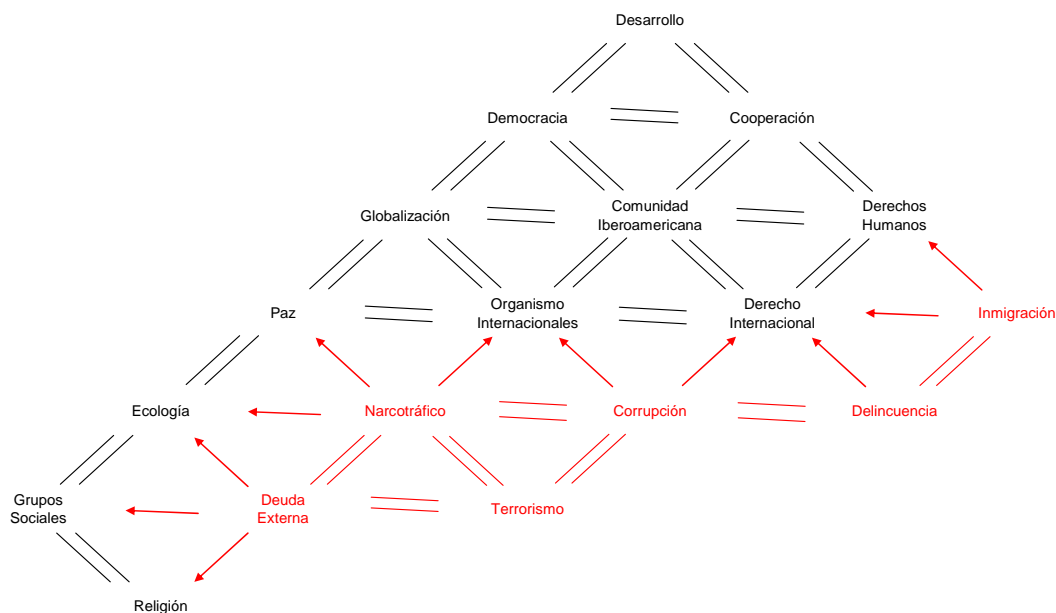 Desarrollo
Democracia
Cooperación
Globalización
Comunidad
Iberoamericana
Derechos
Humanos
Paz
Organismo
Internacionales
Derecho
Internacional
Inmigración
Ecología
Narcotráfico
Corrupción
Delincuencia
Grupos
Sociales
Deuda
Externa
Terrorismo
Religión